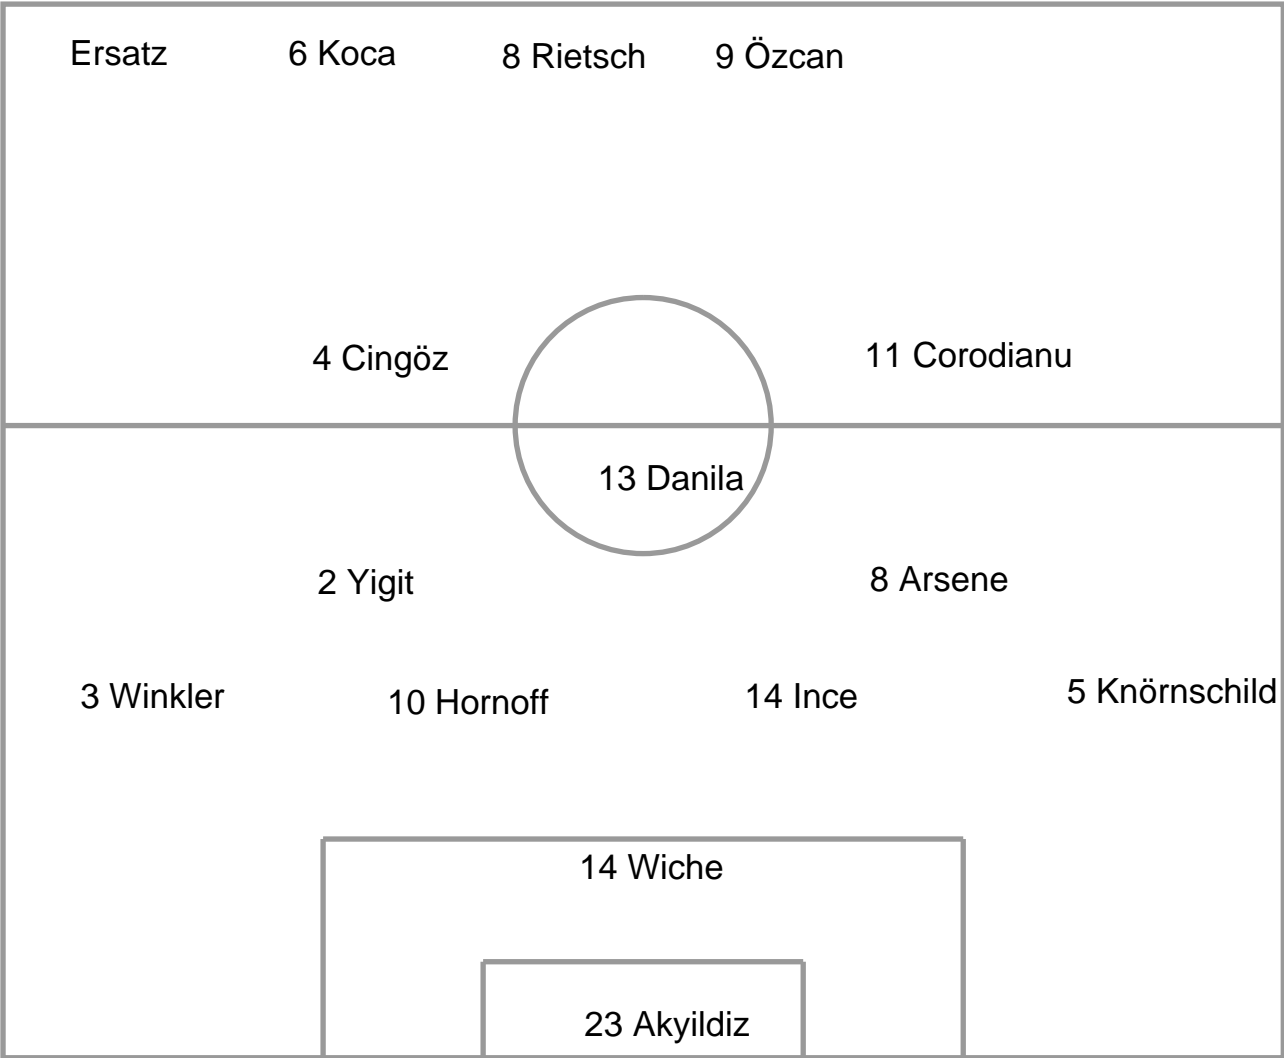 Ersatz 6 Koca 8 Rietsch 9 Özcan
4 Cingöz 11 Corodianu
13 Danila
2 Yigit 8 Arsene
3 Winkler 10 Hornoff 14 Ince 5 Knörnschild
14 Wiche
23 Akyildiz